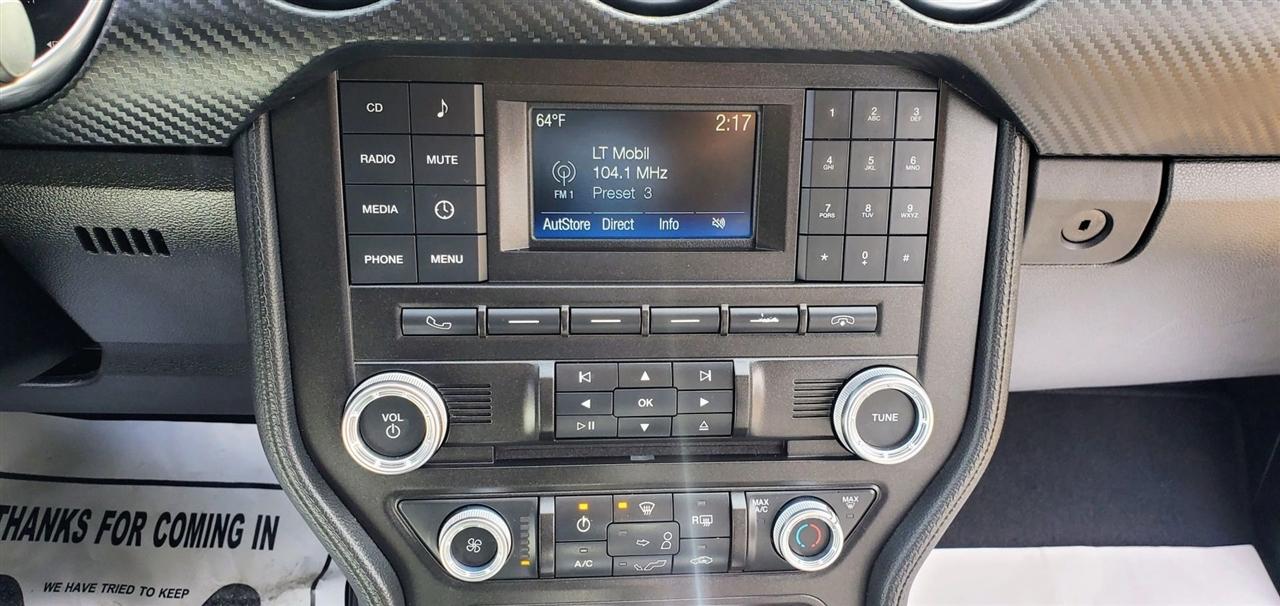 CD
RADIO
MUTE
MEDIA
PHONE
MENU
64°F
2:17
LT Mobil
104.1 MHz
FM 1
Preset 3
AutStore Direct Info
1
2
ABC
3
DEF
4
GHI
5
JKL
6
MNO
7
PQRS
8
TUV
9
WXYZ
*
0
+
#
VOL
OK
TUNE
R
A/C
MAX
A/C
MAX
THANKS FOR COMING IN
WE HAVE TRIED TO KEEP